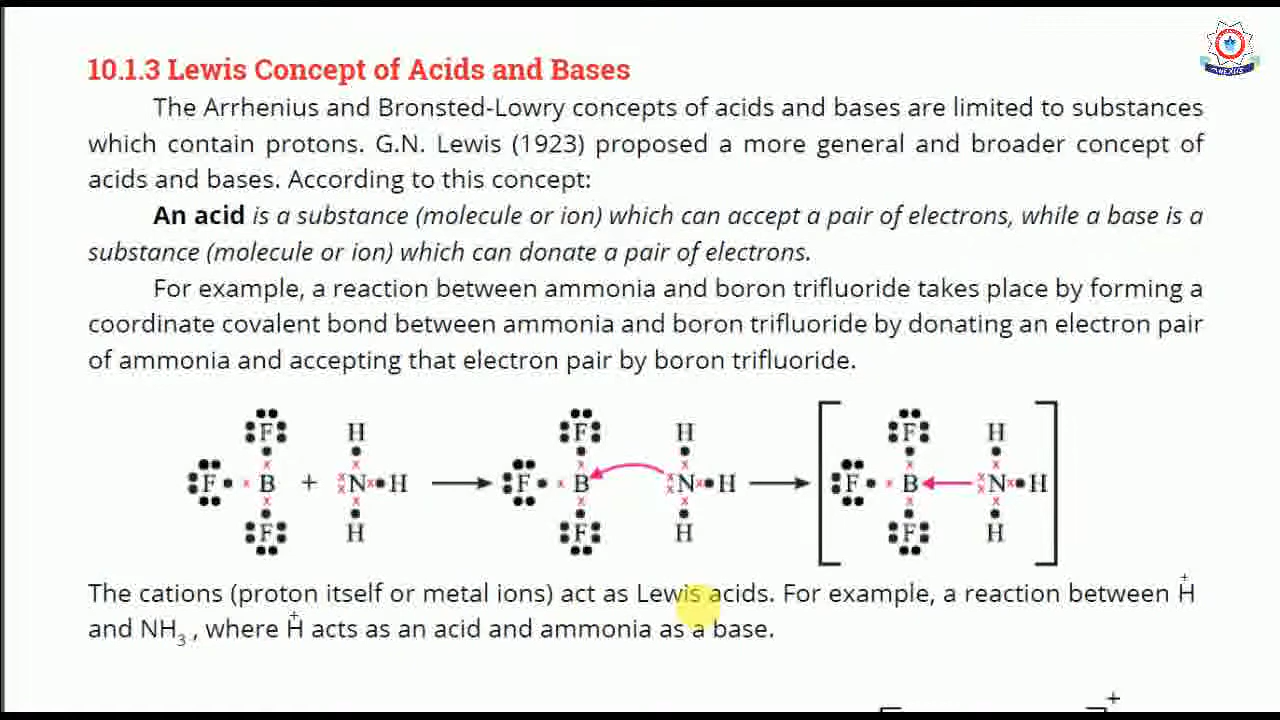 10.1.3 Lewis Concept of Acids and Bases
The Arrhenius and Bronsted-Lowry concepts of acids and bases are limited to substances
which contain protons. G.N. Lewis (1923) proposed a more general and broader concept of
acids and bases. According to this concept:
An acid is a substance (molecule or ion) which can accept a pair of electrons, while a base is a
substance (molecule or ion) which can donate a pair of electrons.
For example, a reaction between ammonia and boron trifluoride takes place by forming a
coordinate covalent bond between ammonia and boron trifluoride by donating an electron pair
of ammonia and accepting that electron pair by boron trifluoride.
F H F H F H
F B + N H F B N H F B N H
F H F H F H
The cations (proton itself or metal ions) act as Lewis acids. For example, a reaction between H⁺
and NH₃, where H⁺ acts as an acid and ammonia as a base.
+